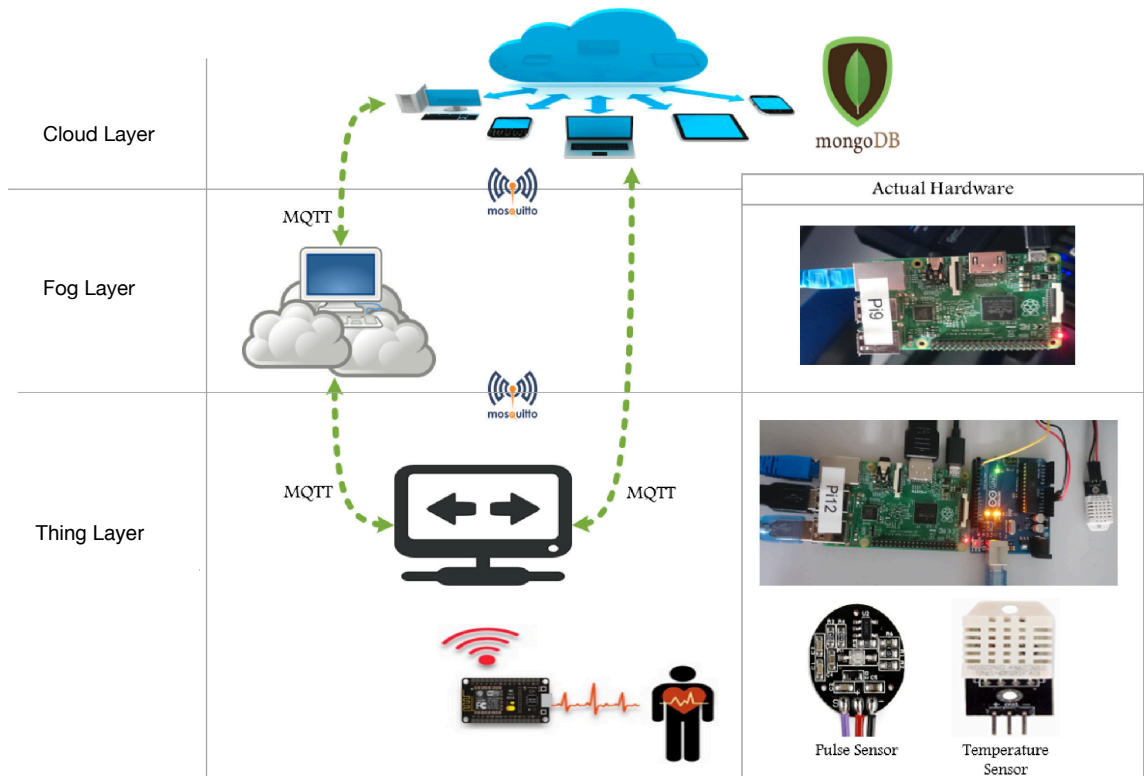 Cloud Layer
mongoDB
mosquitto
Actual Hardware
MQTT
Fog Layer
Pi9
mosquitto
MQTT
MQTT
Pi12
Thing Layer
Pulse Sensor
Temperature
Sensor